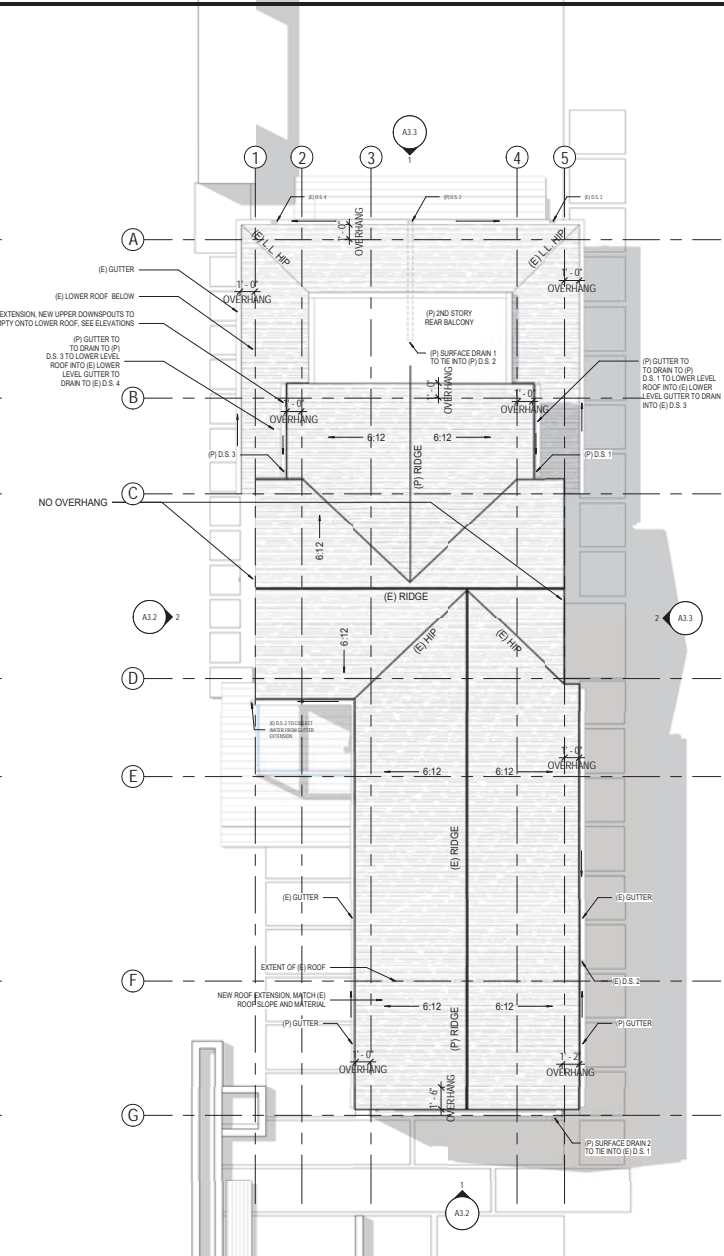 A3.3
1
1
2
3
4
5
(E) D.S. 4
(P) D.S. 2
(E) D.S. 3
A
1' - 0"
OVERHANG
(E) L.L. HIP
(E) L.L. HIP
(E) GUTTER
1' - 0"
OVERHANG
1' - 0"
OVERHANG
(E) LOWER ROOF BELOW
EXTENSION, NEW UPPER DOWNSPOUTS TO
PTY ONTO LOWER ROOF, SEE ELEVATIONS
(P) 2ND STORY
REAR BALCONY
(P) GUTTER TO
TO DRAIN TO (P)
D.S. 3 TO LOWER LEVEL
ROOF INTO (E) LOWER
LEVEL GUTTER TO
DRAIN TO (E) D.S. 4
(P) SURFACE DRAIN 1
TO TIE INTO (P) D.S. 2
(P) GUTTER TO
TO DRAIN TO (P)
D.S. 1 TO LOWER LEVEL
ROOF INTO (E) LOWER
LEVEL GUTTER TO DRAIN
INTO (E) D.S. 3
B
1' - 0"
OVERHANG
1' - 0"
OVERHANG
1' - 0"
OVERHANG
6:12
6:12
(P) D.S. 3
(P) RIDGE
(P) D.S. 1
C
NO OVERHANG
6:12
(E) RIDGE
A3.2
2
2
A3.3
6:12
(E) HIP
(E) HIP
D
(E) D.S. 2 TO COLLECT
WATER FROM GUTTER
EXTENSION
1' - 0"
OVERHANG
E
6:12
6:12
(E) RIDGE
(E) GUTTER
(E) GUTTER
EXTENT OF (E) ROOF
F
(E) D.S. 2
NEW ROOF EXTENSION, MATCH (E)
ROOF SLOPE AND MATERIAL
6:12
6:12
(P) GUTTER
(P) RIDGE
(P) GUTTER
1' - 0"
OVERHANG
1' - 2"
OVERHANG
1' - 6"
OVERHANG
G
(P) SURFACE DRAIN 2
TO TIE INTO (E) D.S. 1
1
A3.2